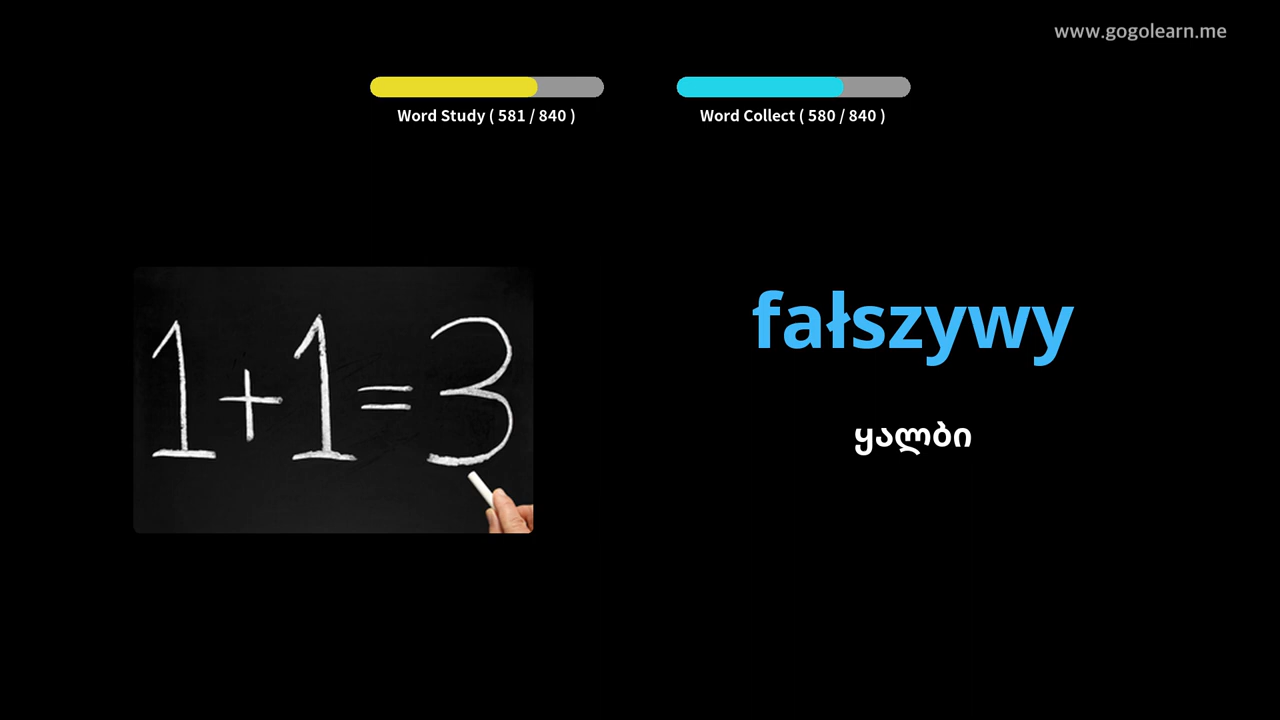 www.gogolearn.me
Word Study ( 581 / 840 )
Word Collect ( 580 / 840 )
1+1=3
fałszywy
ყალბი